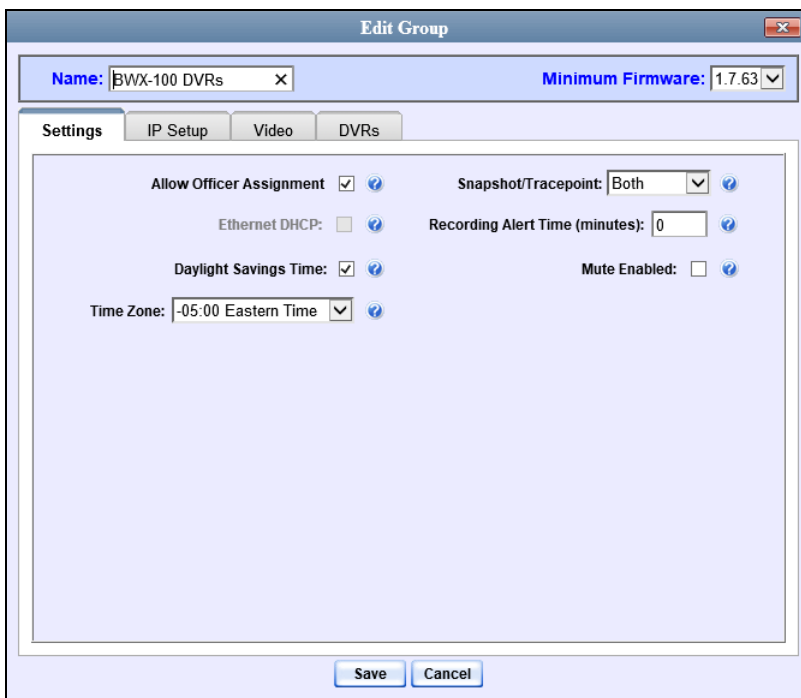 Edit Group
Name: BWX-100 DVRs
Minimum Firmware: 1.7.63
Settings
IP Setup
Video
DVRs
Allow Officer Assignment
Snapshot/Tracepoint: Both
Ethernet DHCP:
Recording Alert Time (minutes): 0
Daylight Savings Time:
Mute Enabled:
Time Zone: -05:00 Eastern Time
Save
Cancel